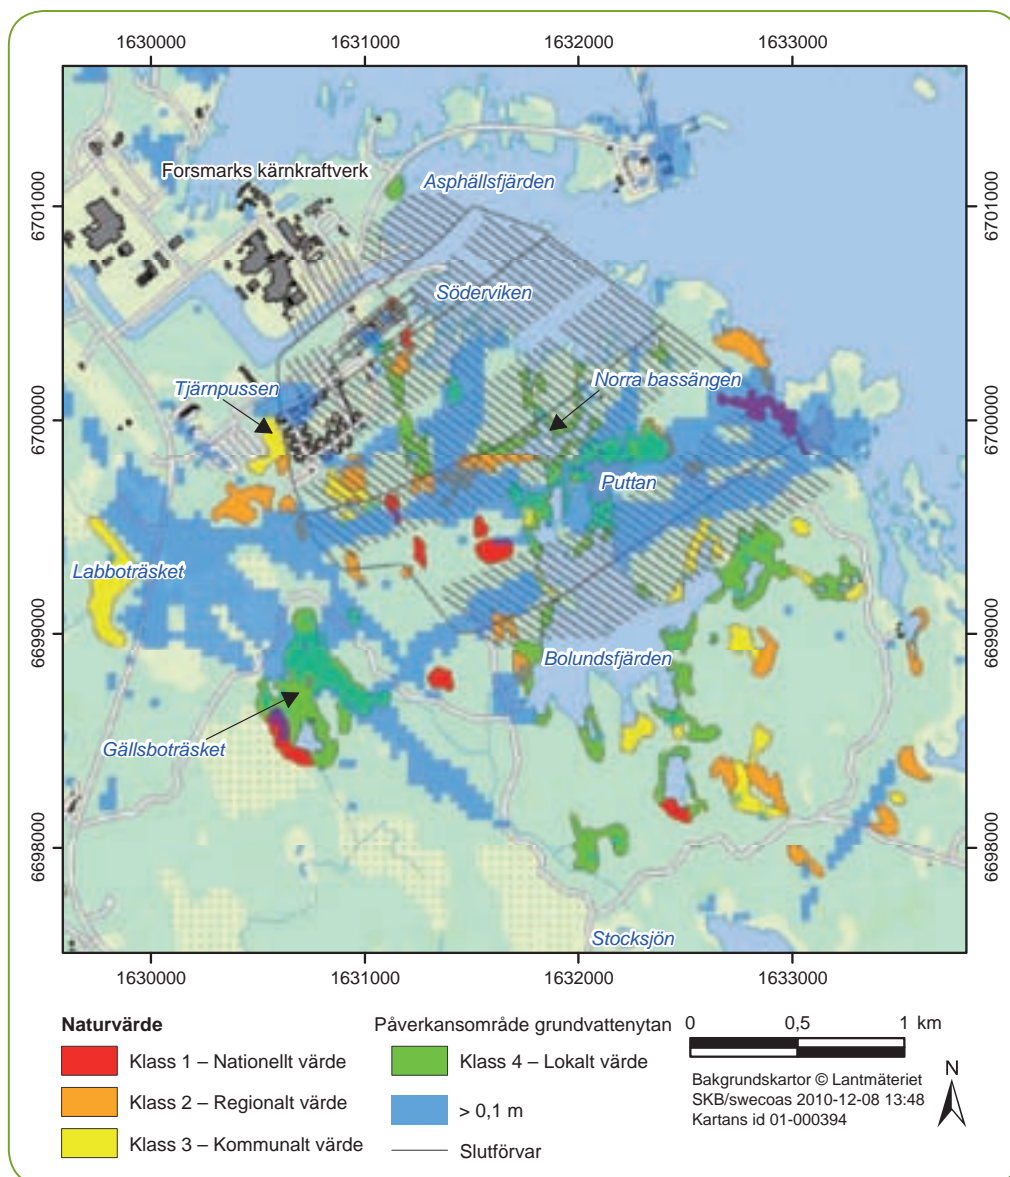 1630000 1631000 1632000 1633000
6701000
6701000
Forsmarks kärnkraftverk
Asphällsfjärden
Söderviken
Tjärnpussen
Norra bassängen
6700000
6700000
Puttan
Labboträsket
6699000
6699000
Bolundsfjärden
Gällsboträsket
6698000
6698000
Stocksjön
1630000 1631000 1632000 1633000
Naturvärde
Klass 1 – Nationellt värde
Klass 2 – Regionalt värde
Klass 3 – Kommunalt värde
Påverkansområde grundvattenytan
Klass 4 – Lokalt värde
> 0,1 m
Slutförvar
0 0,5 1 km
Bakgrundskartor © Lantmäteriet
SKB/swecoas 2010-12-08 13:48
Kartans id 01-000394
N